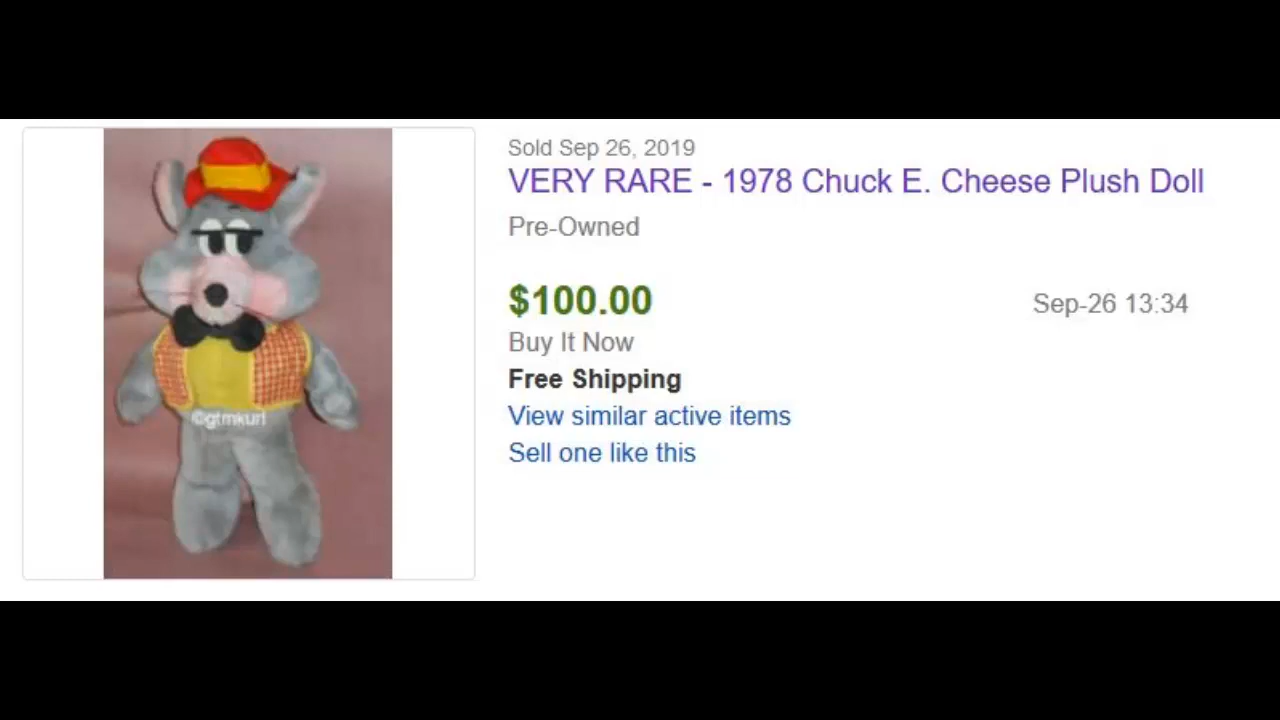 Sold Sep 26, 2019
VERY RARE - 1978 Chuck E. Cheese Plush Doll
Pre-Owned
$100.00
Sep-26 13:34
Buy It Now
Free Shipping
View similar active items
Sell one like this
©gtmkurl